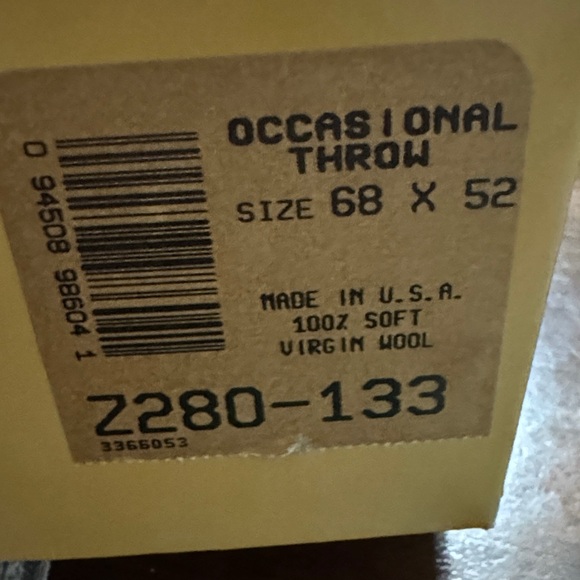 OCCASIONAL
THROW
SIZE 68 X 52
MADE IN U.S.A.
100% SOFT
VIRGIN WOOL
Z280-133
3366053
0 94508 98604 1